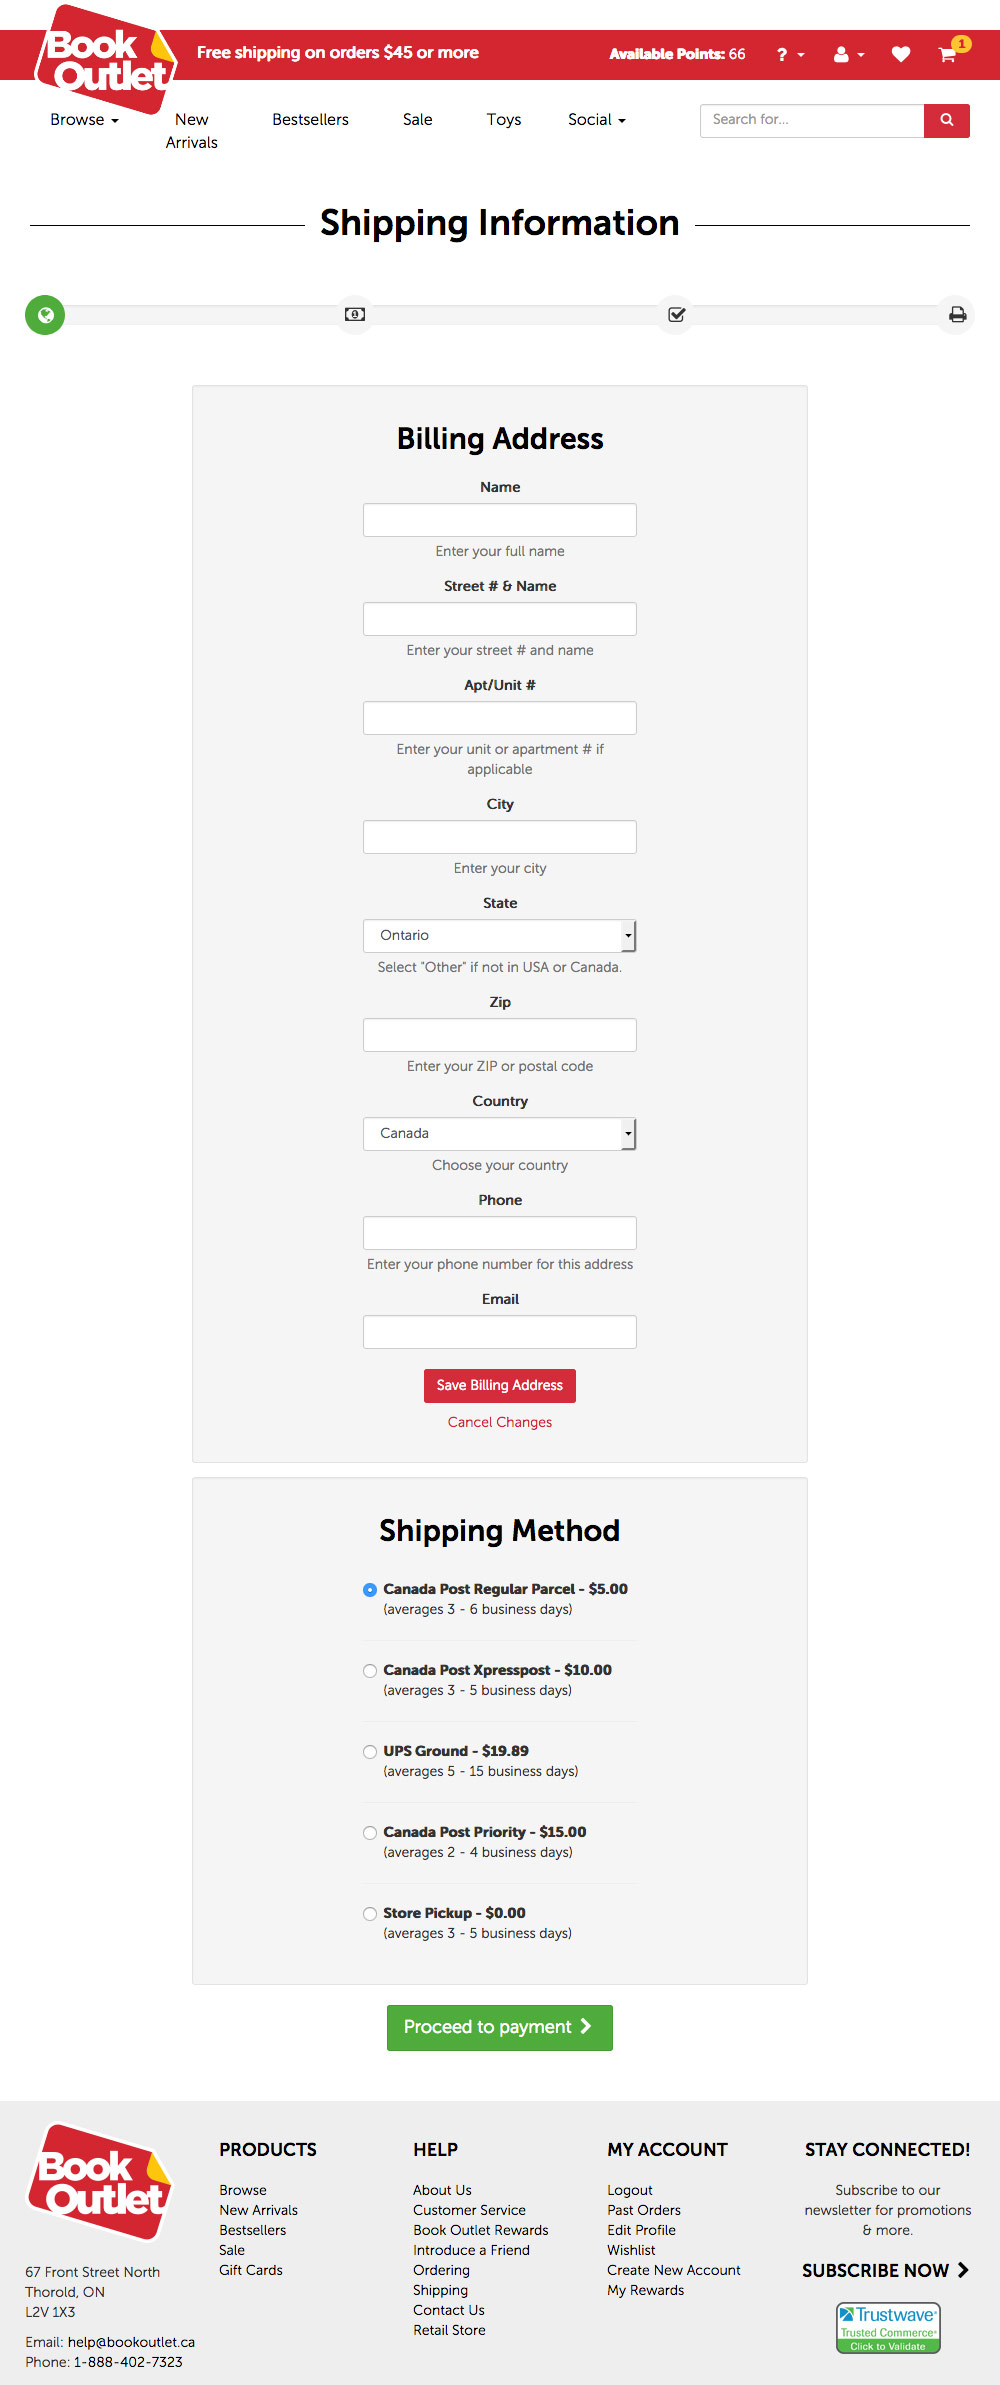 Book
Outlet
Free shipping on orders $45 or more
Available Points: 66
?
1
Browse
New
Arrivals
Bestsellers
Sale
Toys
Social
Search for...
Shipping Information
Billing Address
Name
Enter your full name
Street # & Name
Enter your street # and name
Apt/Unit #
Enter your unit or apartment # if
applicable
City
Enter your city
State
Ontario
Select "Other" if not in USA or Canada.
Zip
Enter your ZIP or postal code
Country
Canada
Choose your country
Phone
Enter your phone number for this address
Email
Save Billing Address
Cancel Changes
Shipping Method
Canada Post Regular Parcel - $5.00
(averages 3 - 6 business days)
Canada Post Xpresspost - $10.00
(averages 3 - 5 business days)
UPS Ground - $19.89
(averages 5 - 15 business days)
Canada Post Priority - $15.00
(averages 2 - 4 business days)
Store Pickup - $0.00
(averages 3 - 5 business days)
Proceed to payment
Book
Outlet
67 Front Street North
Thorold, ON
L2V 1X3
Email: help@bookoutlet.ca
Phone: 1-888-402-7323
PRODUCTS
Browse
New Arrivals
Bestsellers
Sale
Gift Cards
HELP
About Us
Customer Service
Book Outlet Rewards
Introduce a Friend
Ordering
Shipping
Contact Us
Retail Store
MY ACCOUNT
Logout
Past Orders
Edit Profile
Wishlist
Create New Account
My Rewards
STAY CONNECTED!
Subscribe to our
newsletter for promotions
& more.
SUBSCRIBE NOW
Trustwave®
Trusted Commerce®
Click to Validate